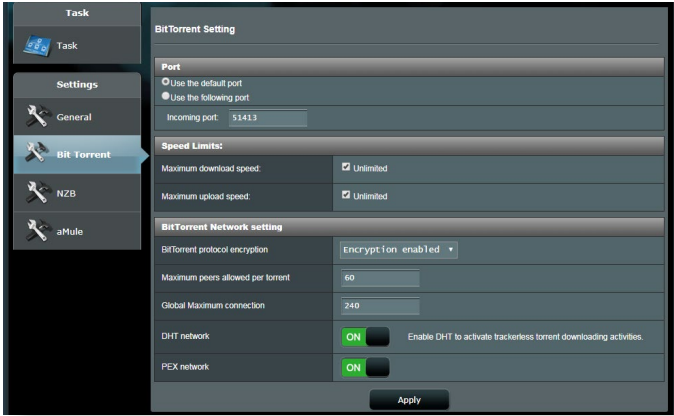 Task
Task
Settings
General
Bit Torrent
NZB
aMule
BitTorrent Setting
Port
Use the default port
Use the following port
Incoming port: 51413
Speed Limits:
Maximum download speed: Unlimited
Maximum upload speed: Unlimited
BitTorrent Network setting
BitTorrent protocol encryption Encryption enabled
Maximum peers allowed per torrent 60
Global Maximum connection 240
DHT network ON Enable DHT to activate trackerless torrent downloading activities.
PEX network ON
Apply